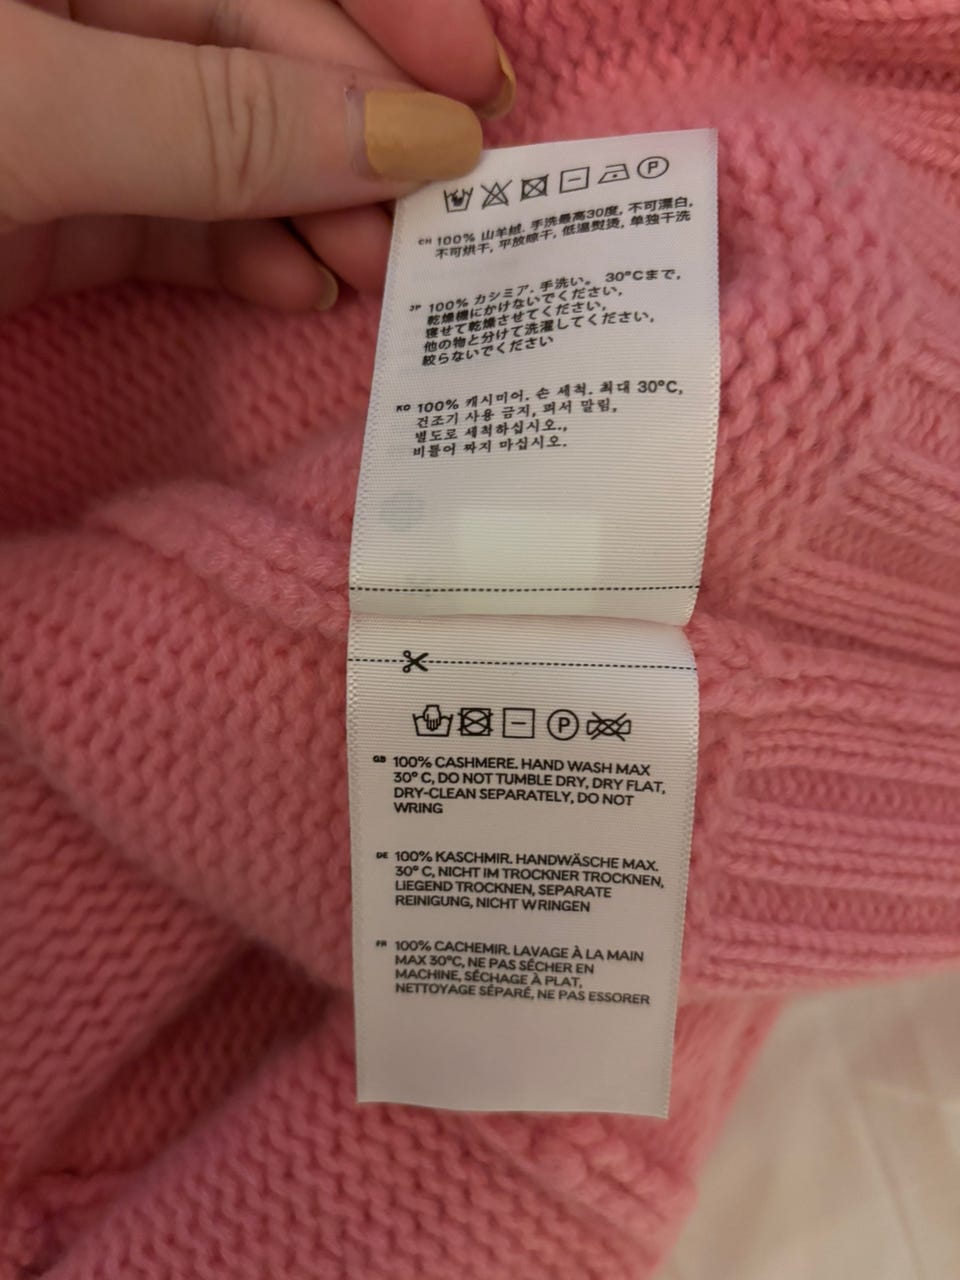 P
CH 100% 山羊绒. 手洗最高30度, 不可漂白,
不可烘干, 平放晾干, 低温熨烫, 单独干洗
JP 100% カシミア. 手洗い。 30°Cまで,
乾燥機にかけないでください,
寝せて乾燥させてください,
他の物と分けて洗濯してください,
絞らないでください
KO 100% 캐시미어. 손 세척. 최대 30°C,
건조기 사용 금지, 펴서 말림,
별도로 세척하십시오.,
비틀어 짜지 마십시오.
P
GB 100% CASHMERE. HAND WASH MAX
30° C, DO NOT TUMBLE DRY, DRY FLAT,
DRY-CLEAN SEPARATELY, DO NOT
WRING
DE 100% KASCHMIR. HANDWÄSCHE MAX.
30° C, NICHT IM TROCKNER TROCKNEN,
LIEGEND TROCKNEN, SEPARATE
REINIGUNG, NICHT WRINGEN
FR 100% CACHEMIR. LAVAGE À LA MAIN
MAX 30°C, NE PAS SÉCHER EN
MACHINE, SÉCHAGE À PLAT,
NETTOYAGE SÉPARÉ, NE PAS ESSORER